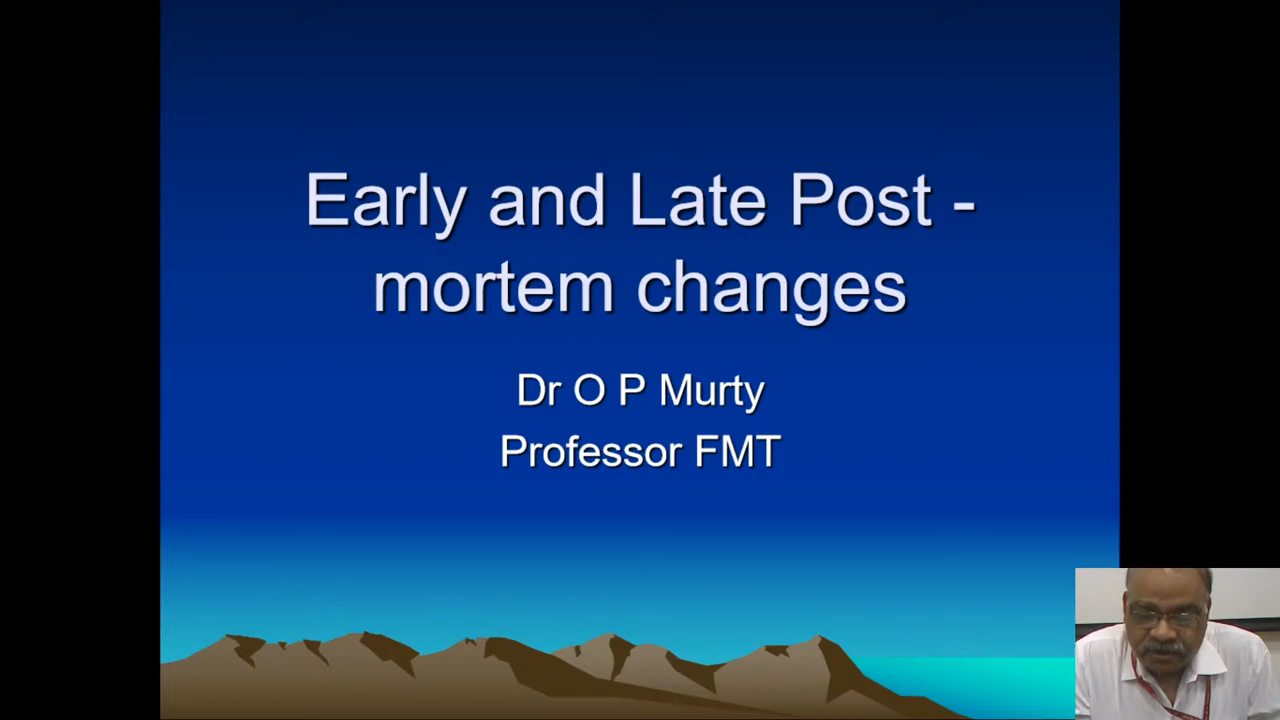 Early and Late Post -
mortem changes
Dr O P Murty
Professor FMT